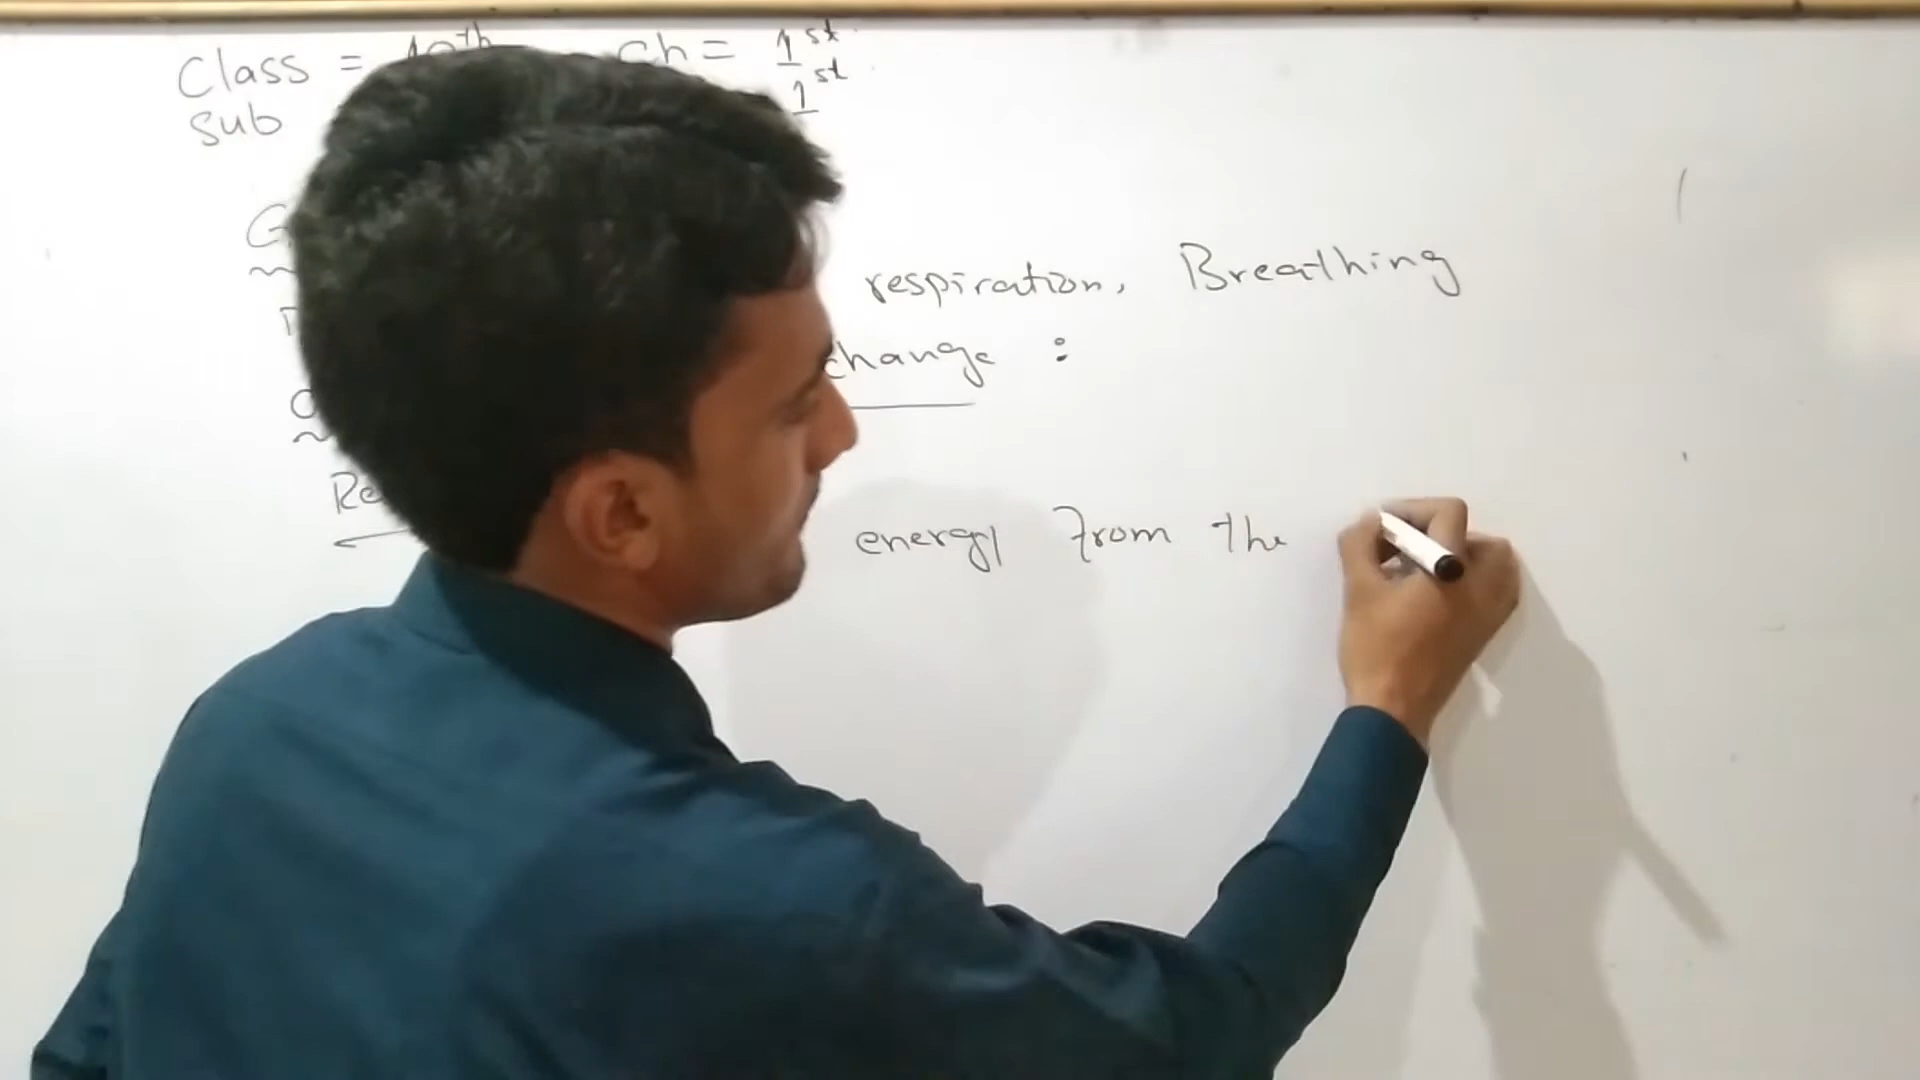 Class = 10th Ch = 1st
Sub 1st
respiration, Breathing
change :
energy from the